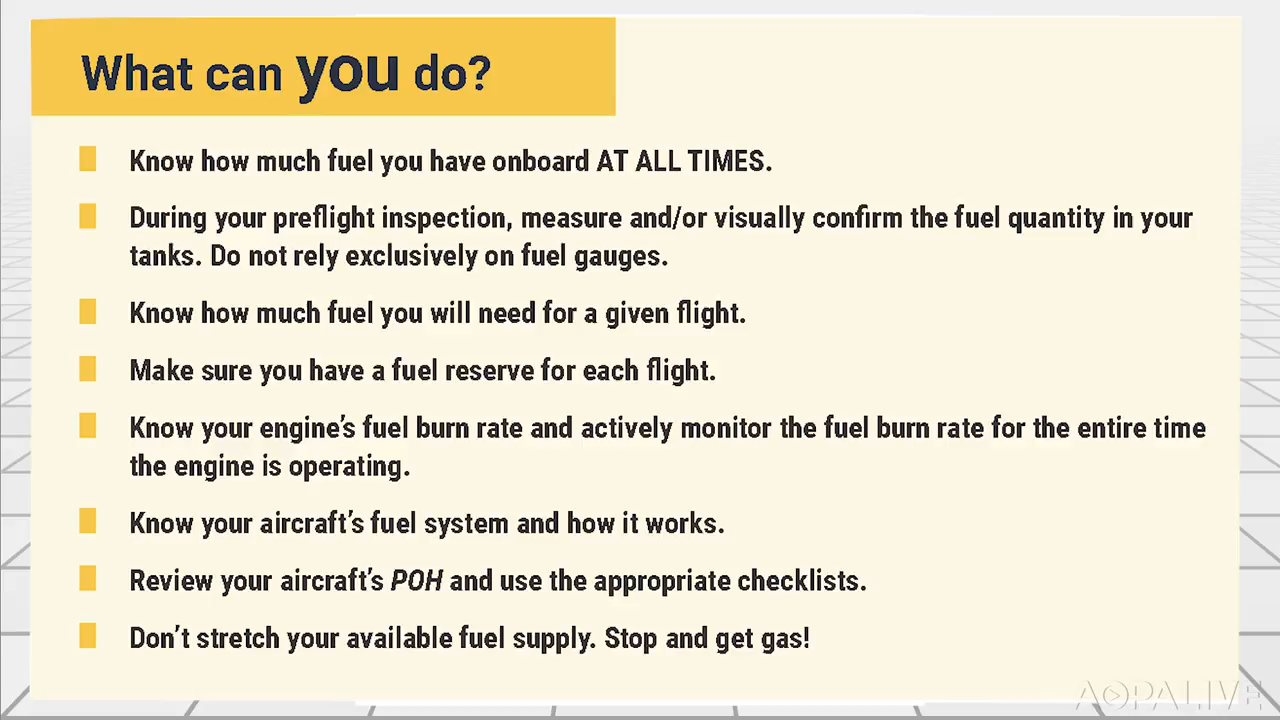 What can you do?
Know how much fuel you have onboard AT ALL TIMES.
During your preflight inspection, measure and/or visually confirm the fuel quantity in your
tanks. Do not rely exclusively on fuel gauges.
Know how much fuel you will need for a given flight.
Make sure you have a fuel reserve for each flight.
Know your engine’s fuel burn rate and actively monitor the fuel burn rate for the entire time
the engine is operating.
Know your aircraft’s fuel system and how it works.
Review your aircraft’s POH and use the appropriate checklists.
Don’t stretch your available fuel supply. Stop and get gas!
AOPA LIVE